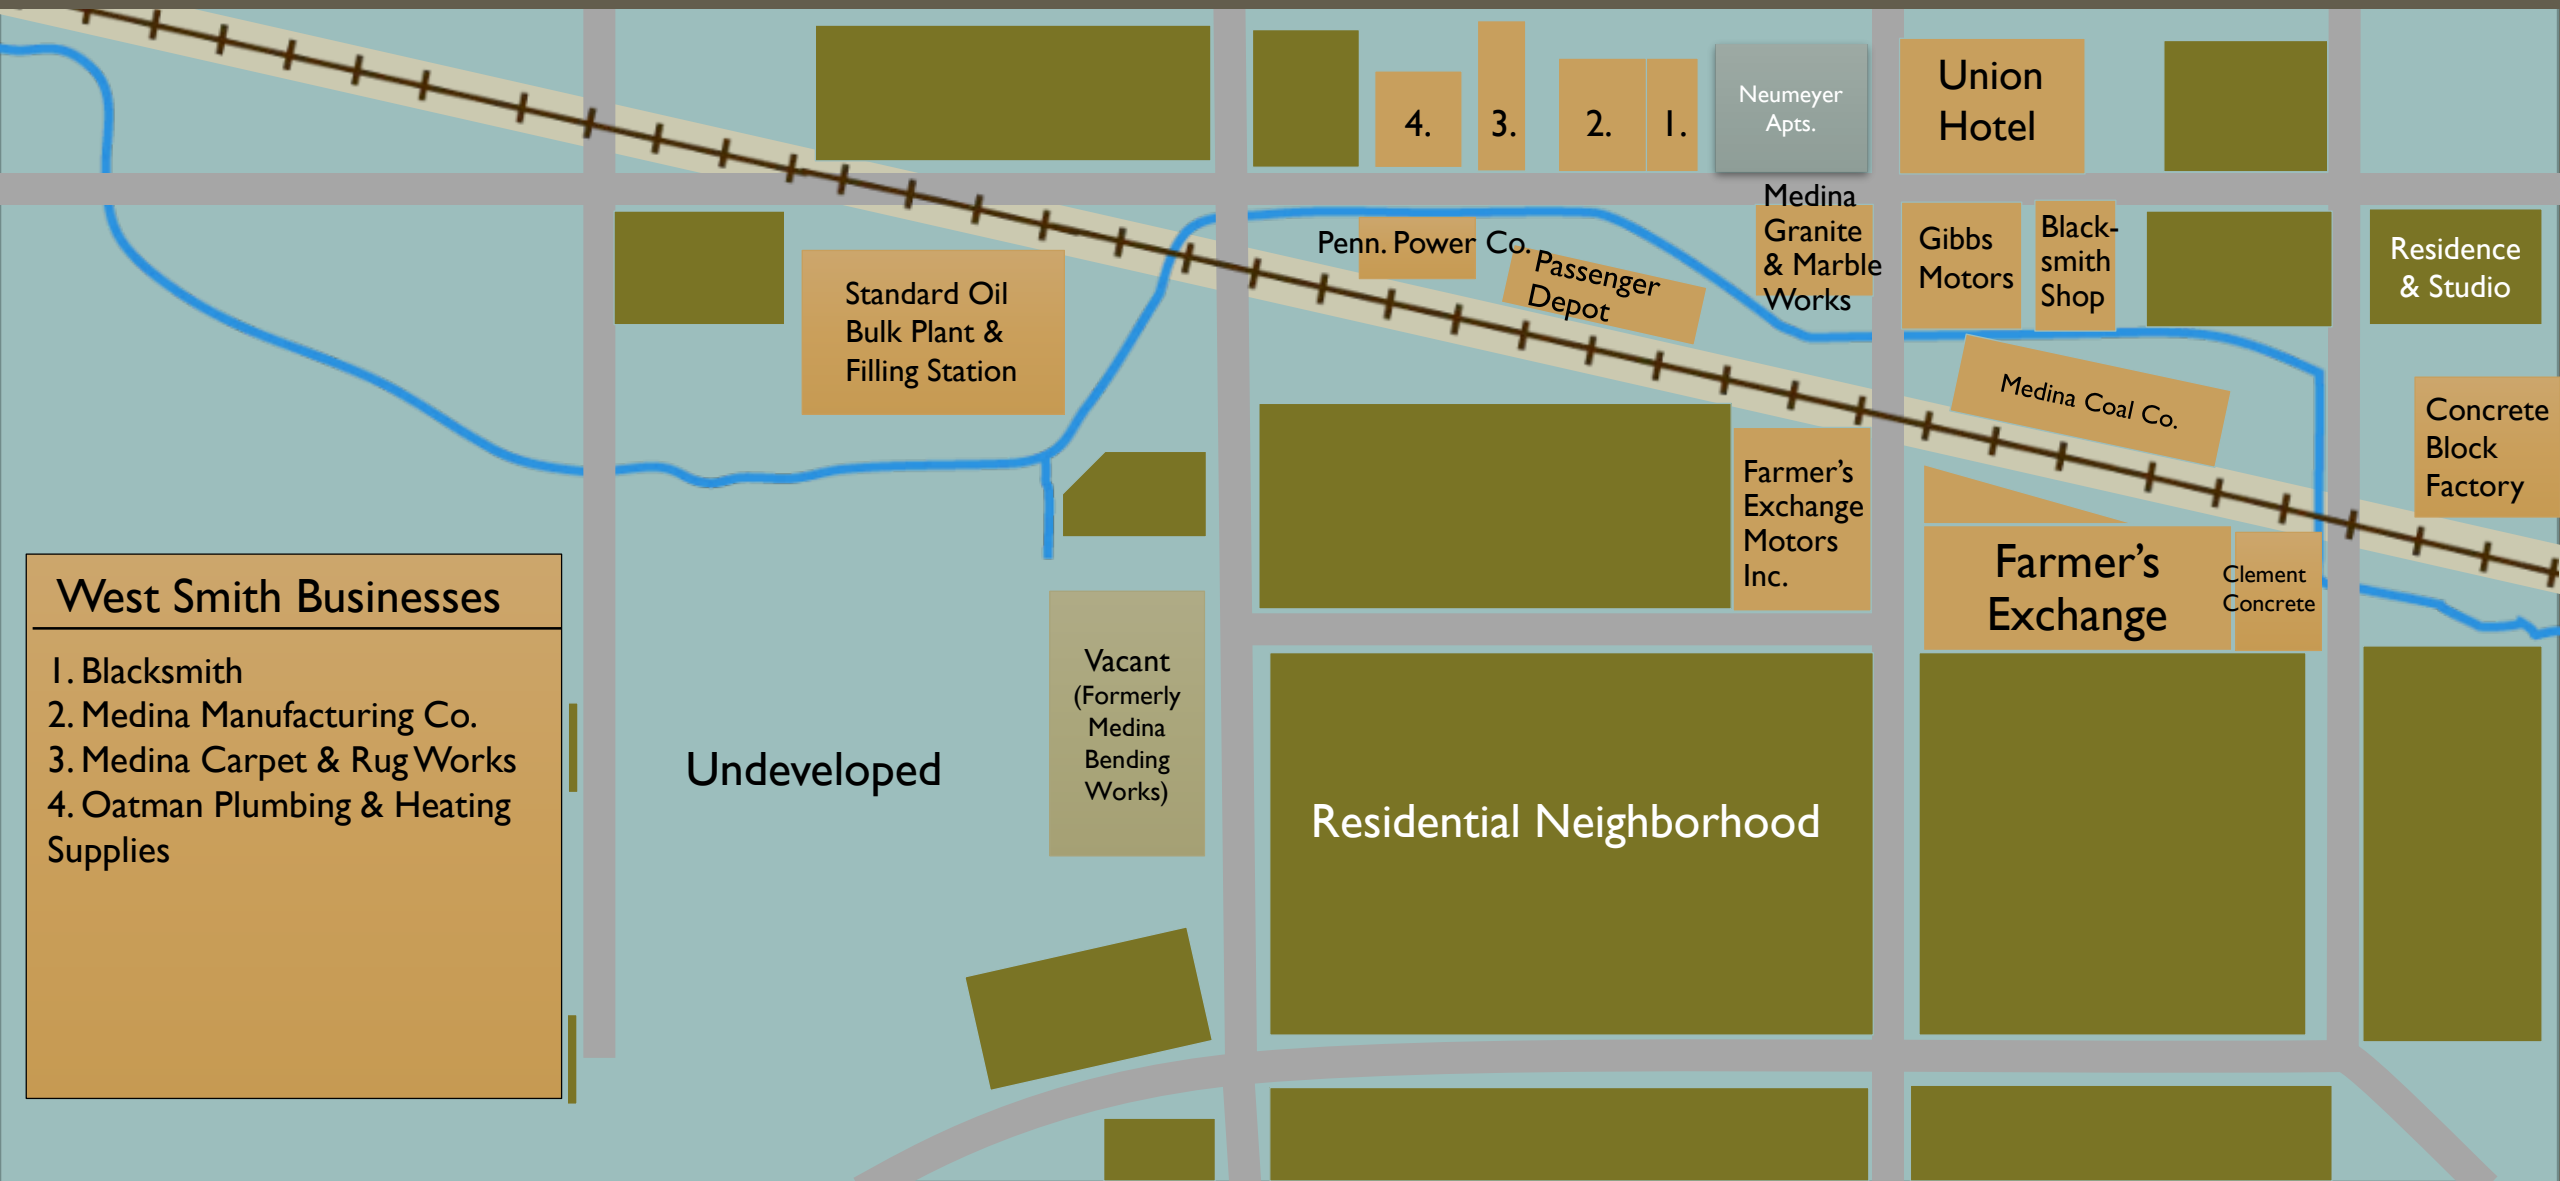 4.
3.
2.
1.
Neumeyer
Apts.
Union
Hotel
Medina
Granite
& Marble
Works
Penn. Power Co.
Passenger
Depot
Gibbs
Motors
Black-
smith
Shop
Residence
& Studio
Standard Oil
Bulk Plant &
Filling Station
Medina Coal Co.
Concrete
Block
Factory
Farmer’s
Exchange
Motors
Inc.
Farmer’s
Exchange
Clement
Concrete
West Smith Businesses
1. Blacksmith
2. Medina Manufacturing Co.
3. Medina Carpet & Rug Works
4. Oatman Plumbing & Heating
Supplies
Undeveloped
Vacant
(Formerly
Medina
Bending
Works)
Residential Neighborhood